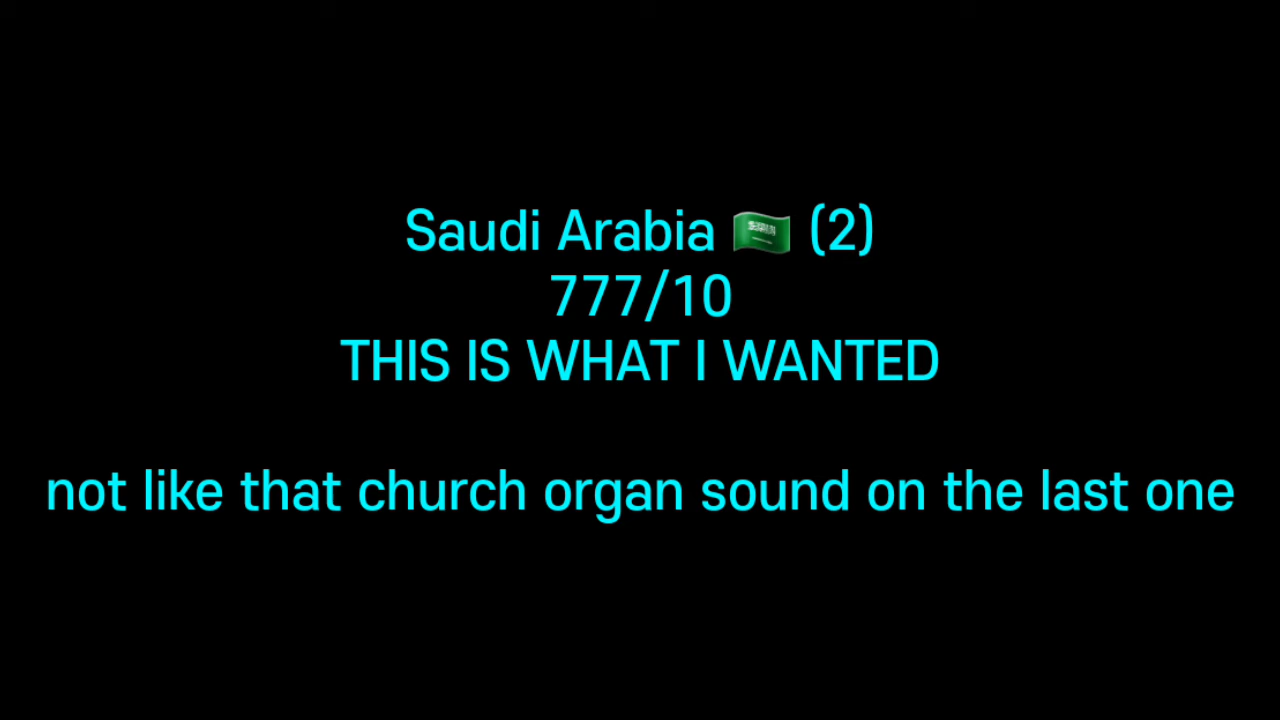 Saudi Arabia 🇸🇦 (2)
777/10
THIS IS WHAT I WANTED
not like that church organ sound on the last one